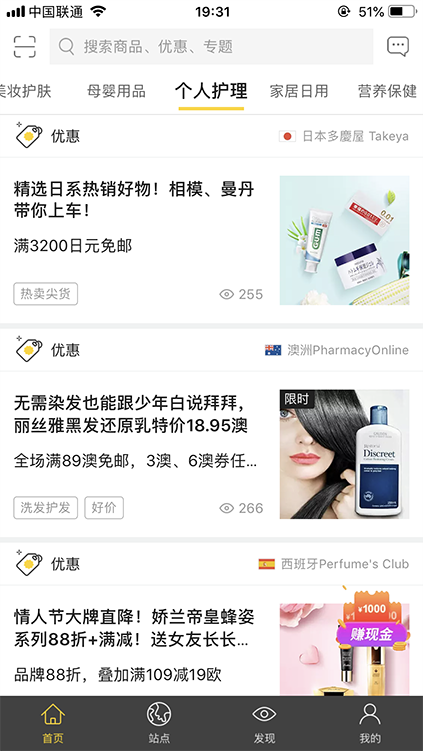 中国联通
19:31
51%
搜索商品、优惠、专题
美妆护肤
母婴用品
个人护理
家居日用
营养保健
优惠
日本多慶屋 Takeya
精选日系热销好物！相模、曼丹
带你上车！
满3200日元免邮
热卖尖货
255
GUM
0.01
优惠
澳洲PharmacyOnline
无需染发也能跟少年白说拜拜，
丽丝雅黑发还原乳特价18.95澳
全场满89澳免邮，3澳、6澳券任...
洗发护发
好价
266
限时
Discreet
优惠
西班牙Perfume's Club
情人节大牌直降！娇兰帝皇蜂姿
系列88折+满减！送女友长长...
品牌88折，叠加满109减19欧
¥1000
赚现金
首页
站点
发现
我的